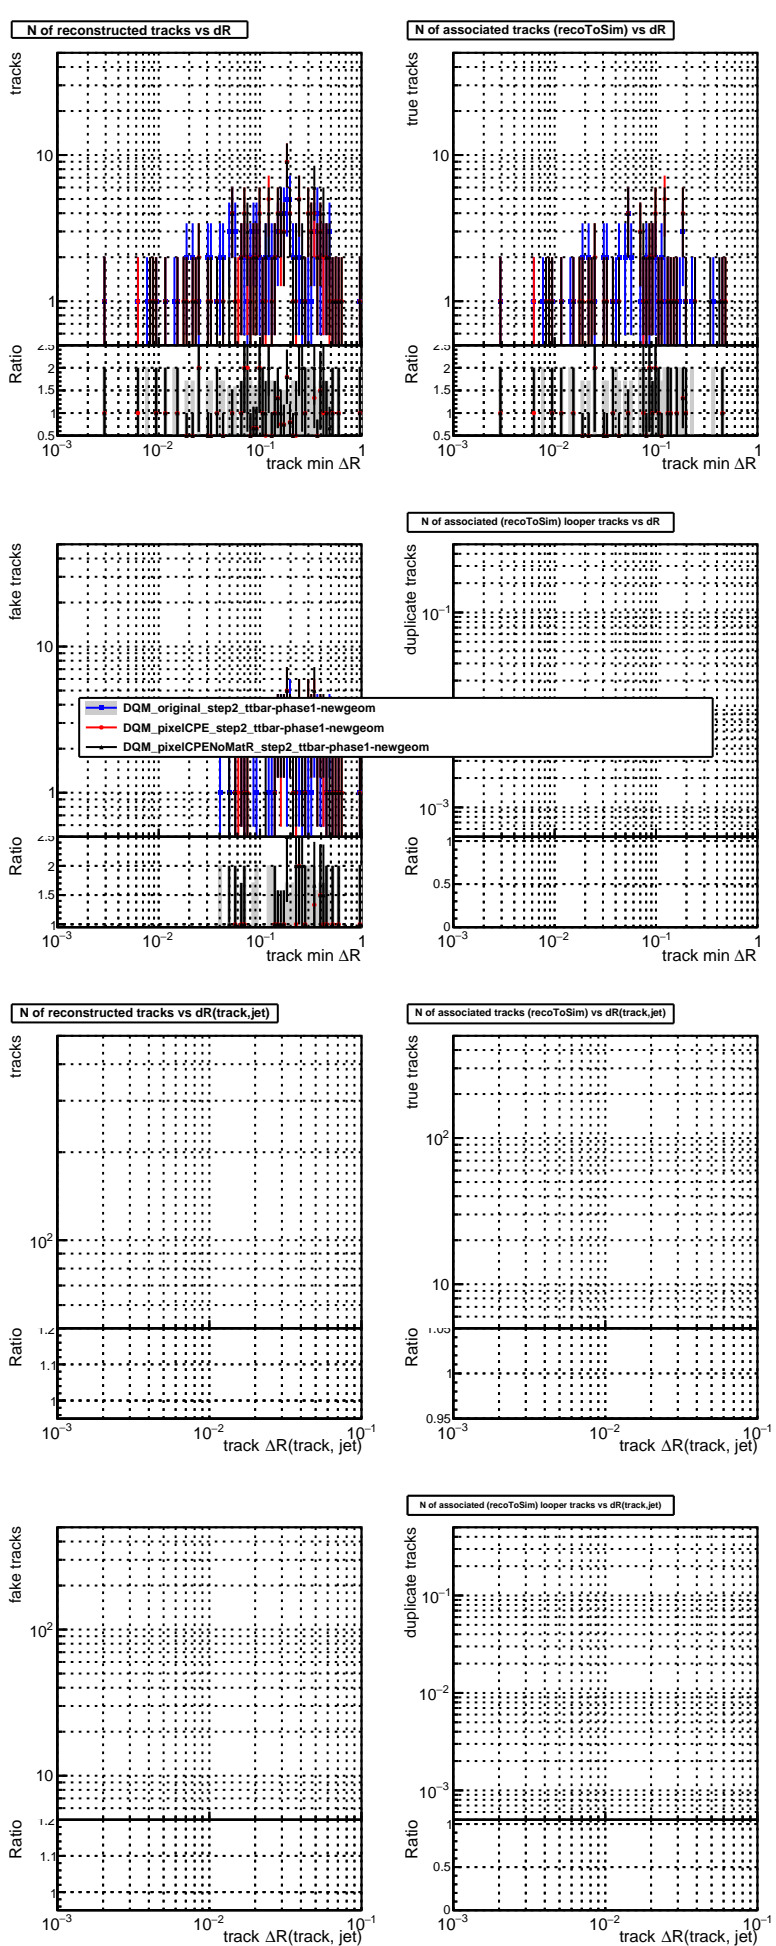 N of reconstructed tracks vs dR
tracks
10
1
Ratio
2.5
2
1.5
1
0.5
10−3 10−2 10−1 1
track min ΔR
N of associated tracks (recoToSim) vs dR
true tracks
10
1
Ratio
2.5
2
1.5
1
0.5
10−3 10−2 10−1 1
track min ΔR
fake tracks
10
1
Ratio
2.5
2
1.5
1
10−3 10−2 10−1 1
track min ΔR
N of associated (recoToSim) looper tracks vs dR
duplicate tracks
10−1
10−3
Ratio
1
0.5
0
10−3 10−2 10−1 1
track min ΔR
DQM_original_step2_ttbar-phase1-newgeom
DQM_pixelCPE_step2_ttbar-phase1-newgeom
DQM_pixelCPENoMatR_step2_ttbar-phase1-newgeom
N of reconstructed tracks vs dR(track,jet)
tracks
102
Ratio
1.2
1.1
1
10−3 10−2 10−1
track ΔR(track, jet)
N of associated tracks (recoToSim) vs dR(track,jet)
true tracks
102
10
Ratio
1.05
1
0.95
10−3 10−2 10−1
track ΔR(track, jet)
fake tracks
102
10
Ratio
1.2
1.1
1
10−3 10−2 10−1
track ΔR(track, jet)
N of associated (recoToSim) looper tracks vs dR(track,jet)
duplicate tracks
10−1
10−2
10−3
Ratio
1
0.5
0
10−3 10−2 10−1
track ΔR(track, jet)